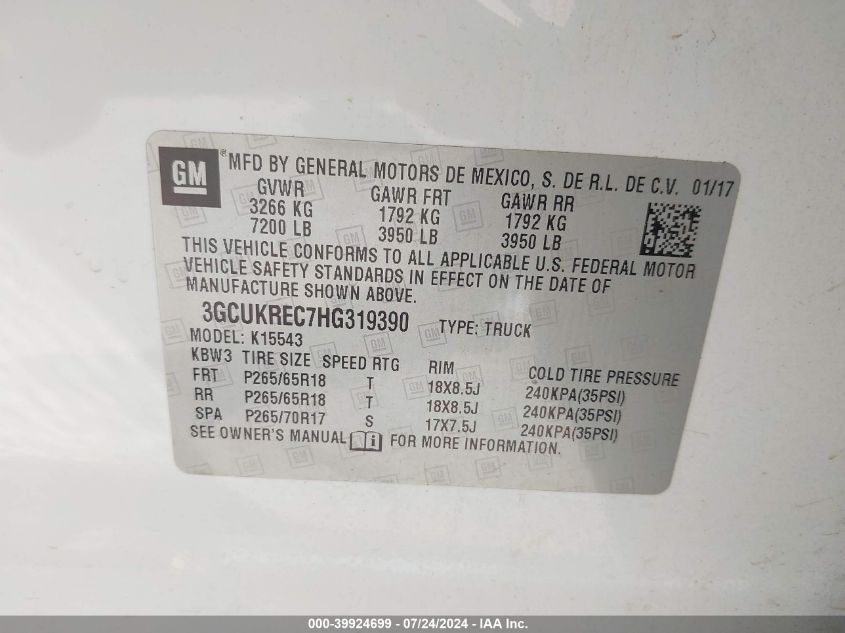 GM ®MFD BY GENERAL MOTORS DE MEXICO, S. DE R.L. DE C.V. 01/17
GVWR GAWR FRT GAWR RR
3266 KG 1792 KG 1792 KG
7200 LB 3950 LB 3950 LB
THIS VEHICLE CONFORMS TO ALL APPLICABLE U.S. FEDERAL MOTOR
VEHICLE SAFETY STANDARDS IN EFFECT ON THE DATE OF
MANUFACTURE SHOWN ABOVE.
3GCUKREC7HG319390 TYPE: TRUCK
MODEL: K15543
KBW3 TIRE SIZE SPEED RTG RIM COLD TIRE PRESSURE
FRT P265/65R18 T 18X8.5J 240KPA(35PSI)
RR P265/65R18 T 18X8.5J 240KPA(35PSI)
SPA P265/70R17 S 17X7.5J 240KPA(35PSI)
SEE OWNER'S MANUAL i FOR MORE INFORMATION.
000-39924699 - 07/24/2024 - IAA Inc.